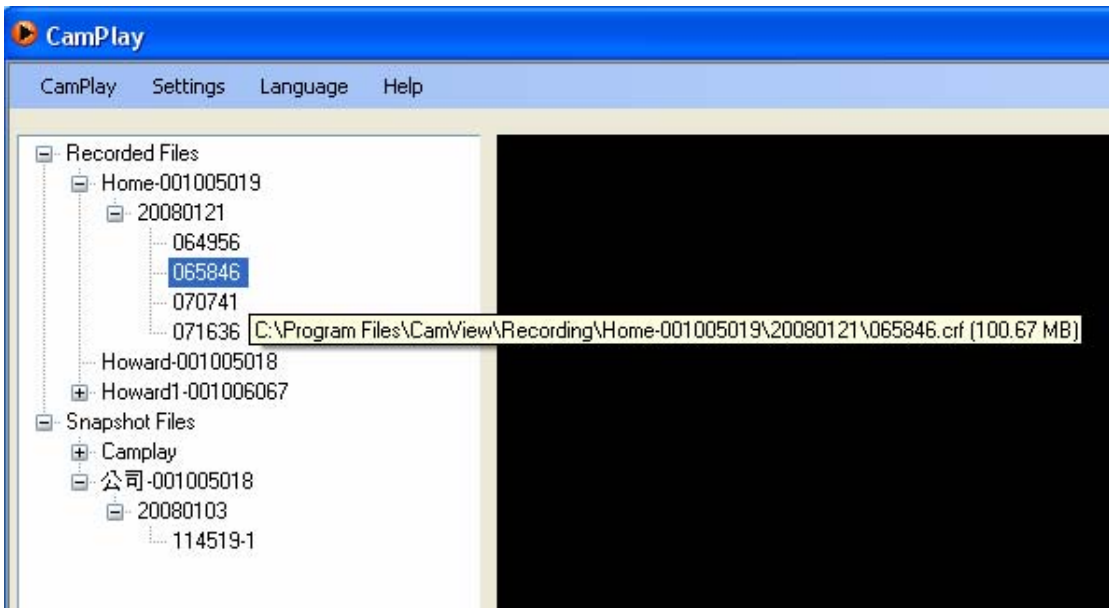 CamPlay
CamPlay Settings Language Help
Recorded Files
Home-001005019
20080121
064956
065846
070741
071636 C:\Program Files\CamView\Recording\Home-001005019\20080121\065846.crf (100.67 MB)
Howard-001005018
Howard1-001006067
Snapshot Files
Camplay
公司-001005018
20080103
114519-1